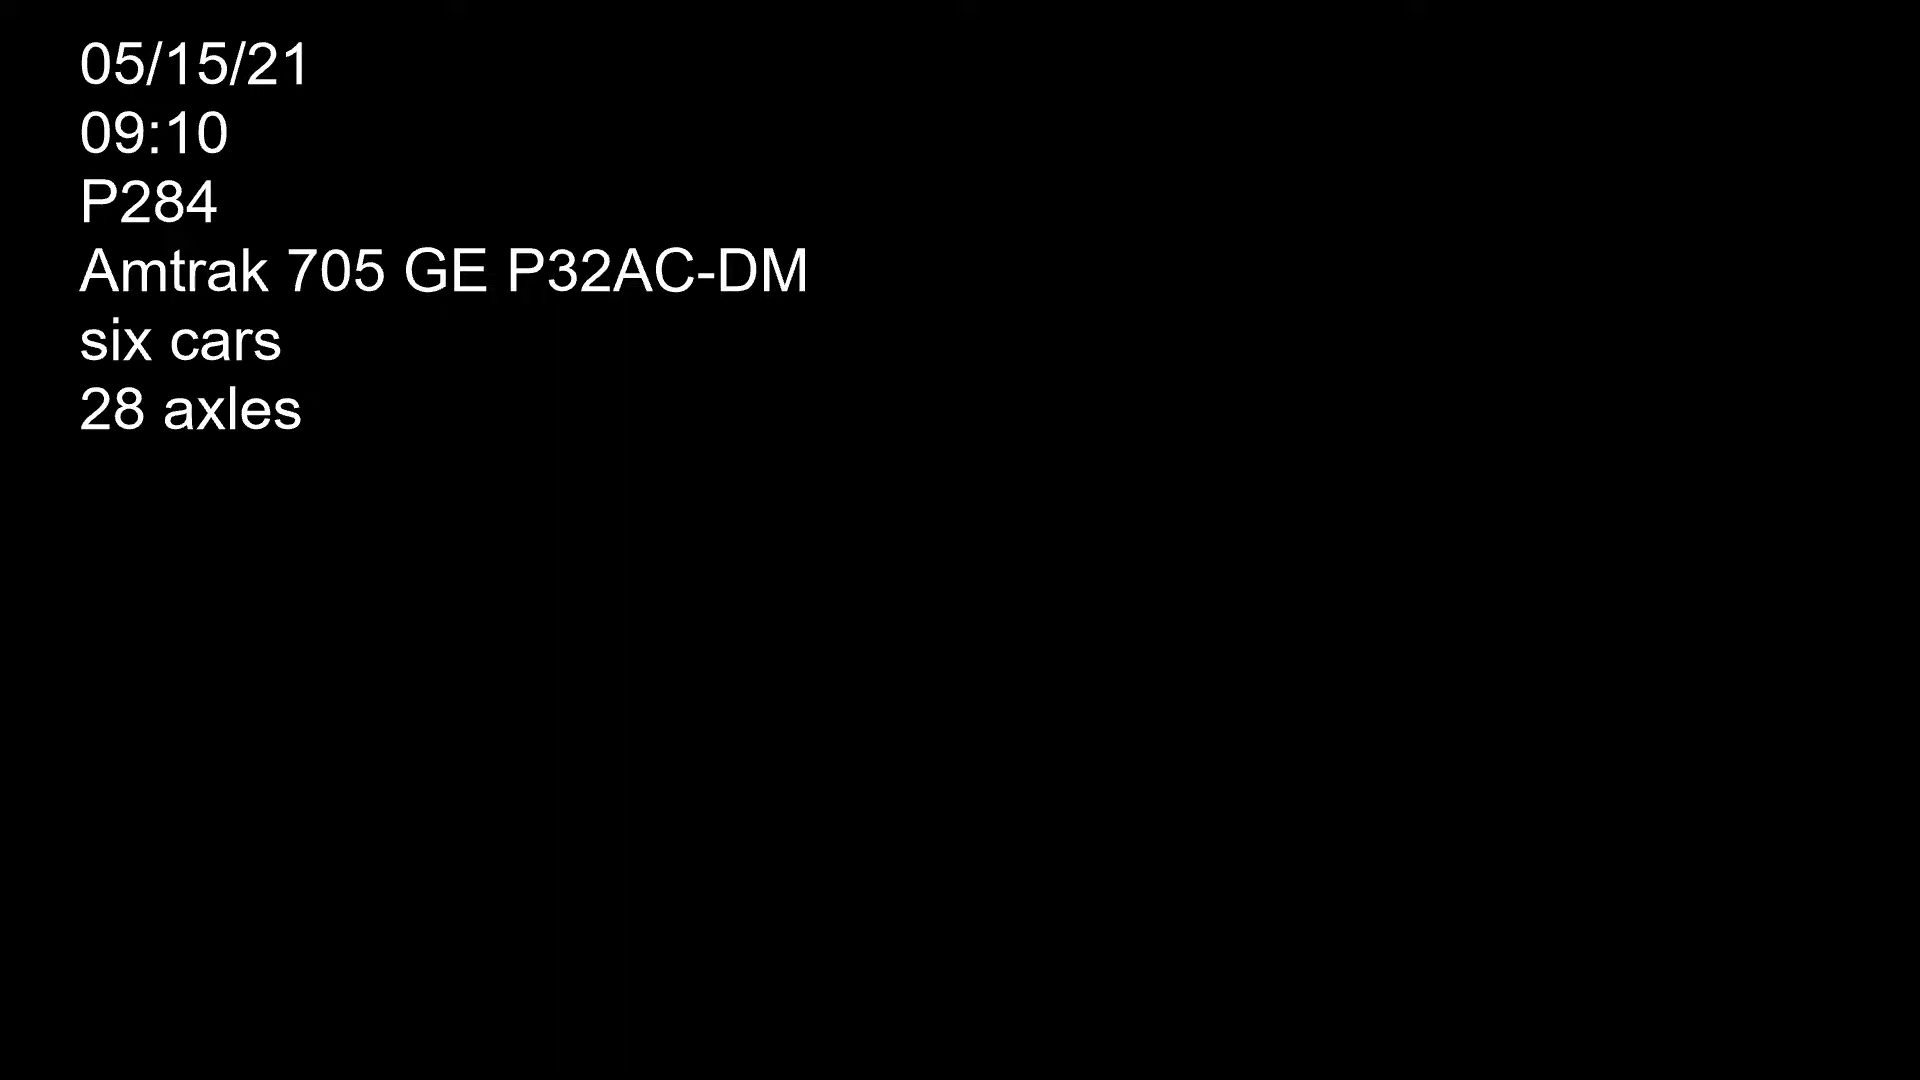 05/15/21
09:10
P284
Amtrak 705 GE P32AC-DM
six cars
28 axles